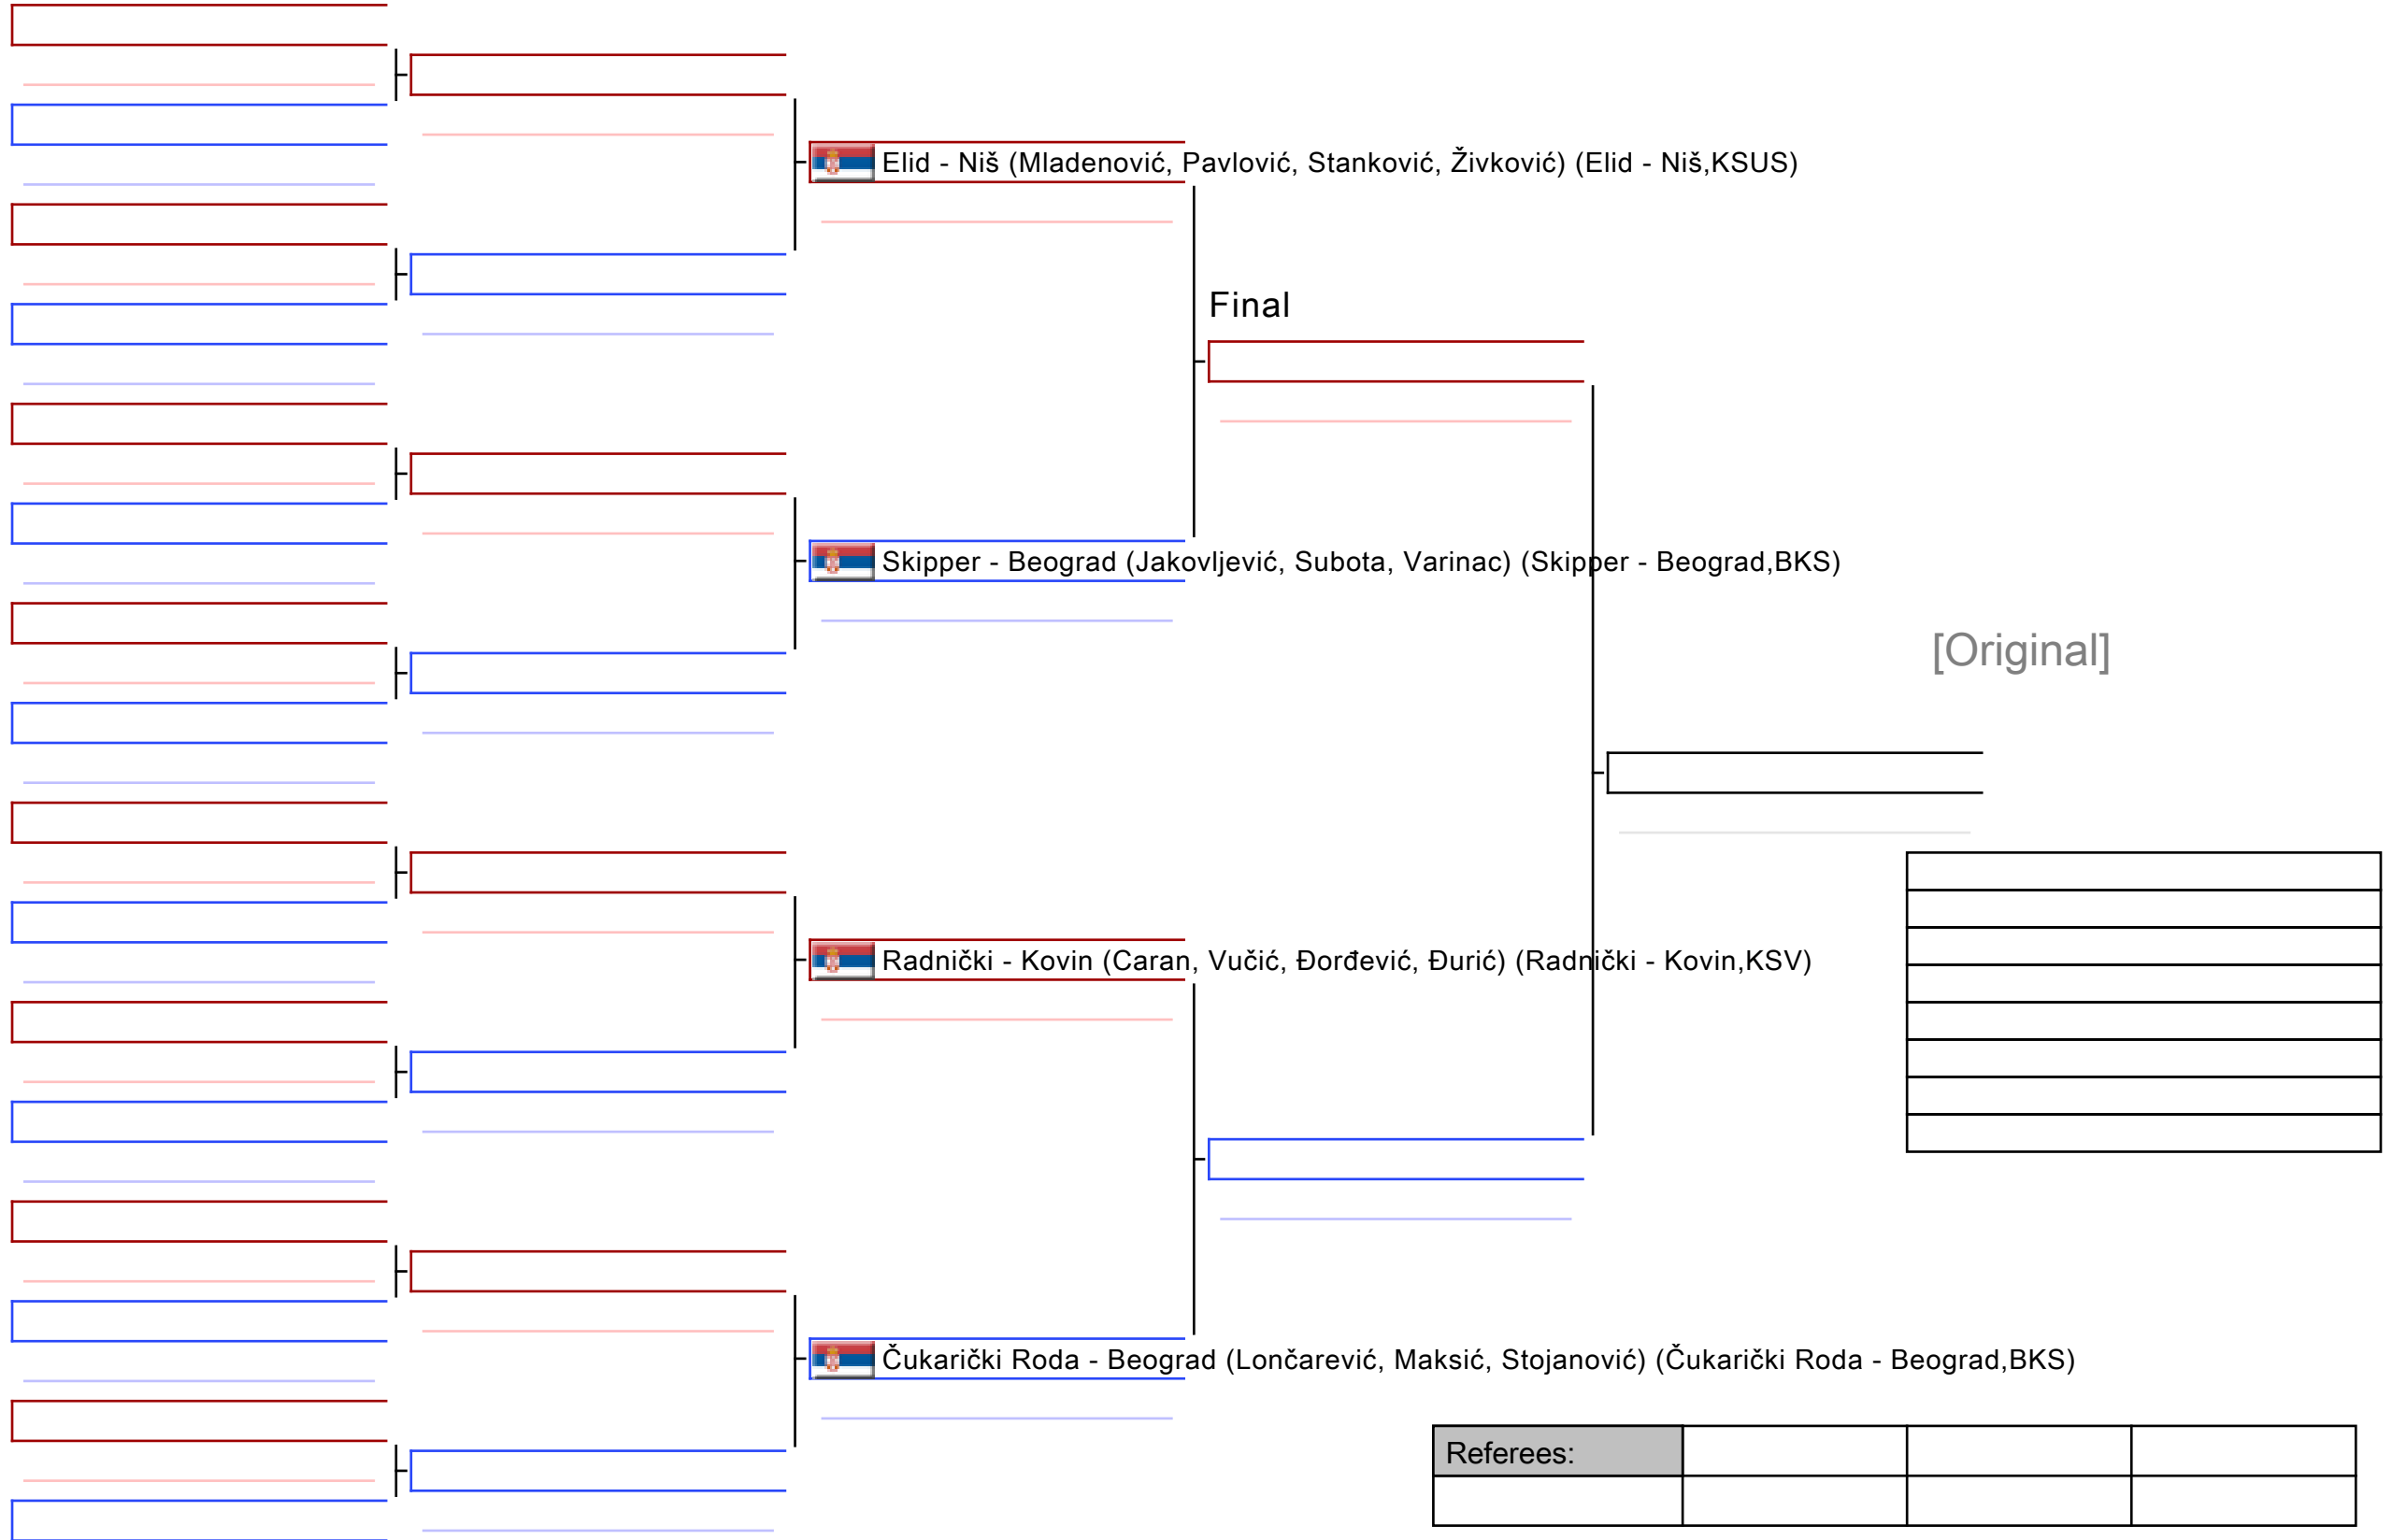 Elid - Niš (Mladenović, Pavlović, Stanković, Živković) (Elid - Niš,KSUS)
Final
Skipper - Beograd (Jakovljević, Subota, Varinac) (Skipper - Beograd,BKS)
[Original]
Radnički - Kovin (Caran, Vučić, Đorđević, Đurić) (Radnički - Kovin,KSV)
Čukarički Roda - Beograd (Lončarević, Maksić, Stojanović) (Čukarički Roda - Beograd,BKS)
Referees: